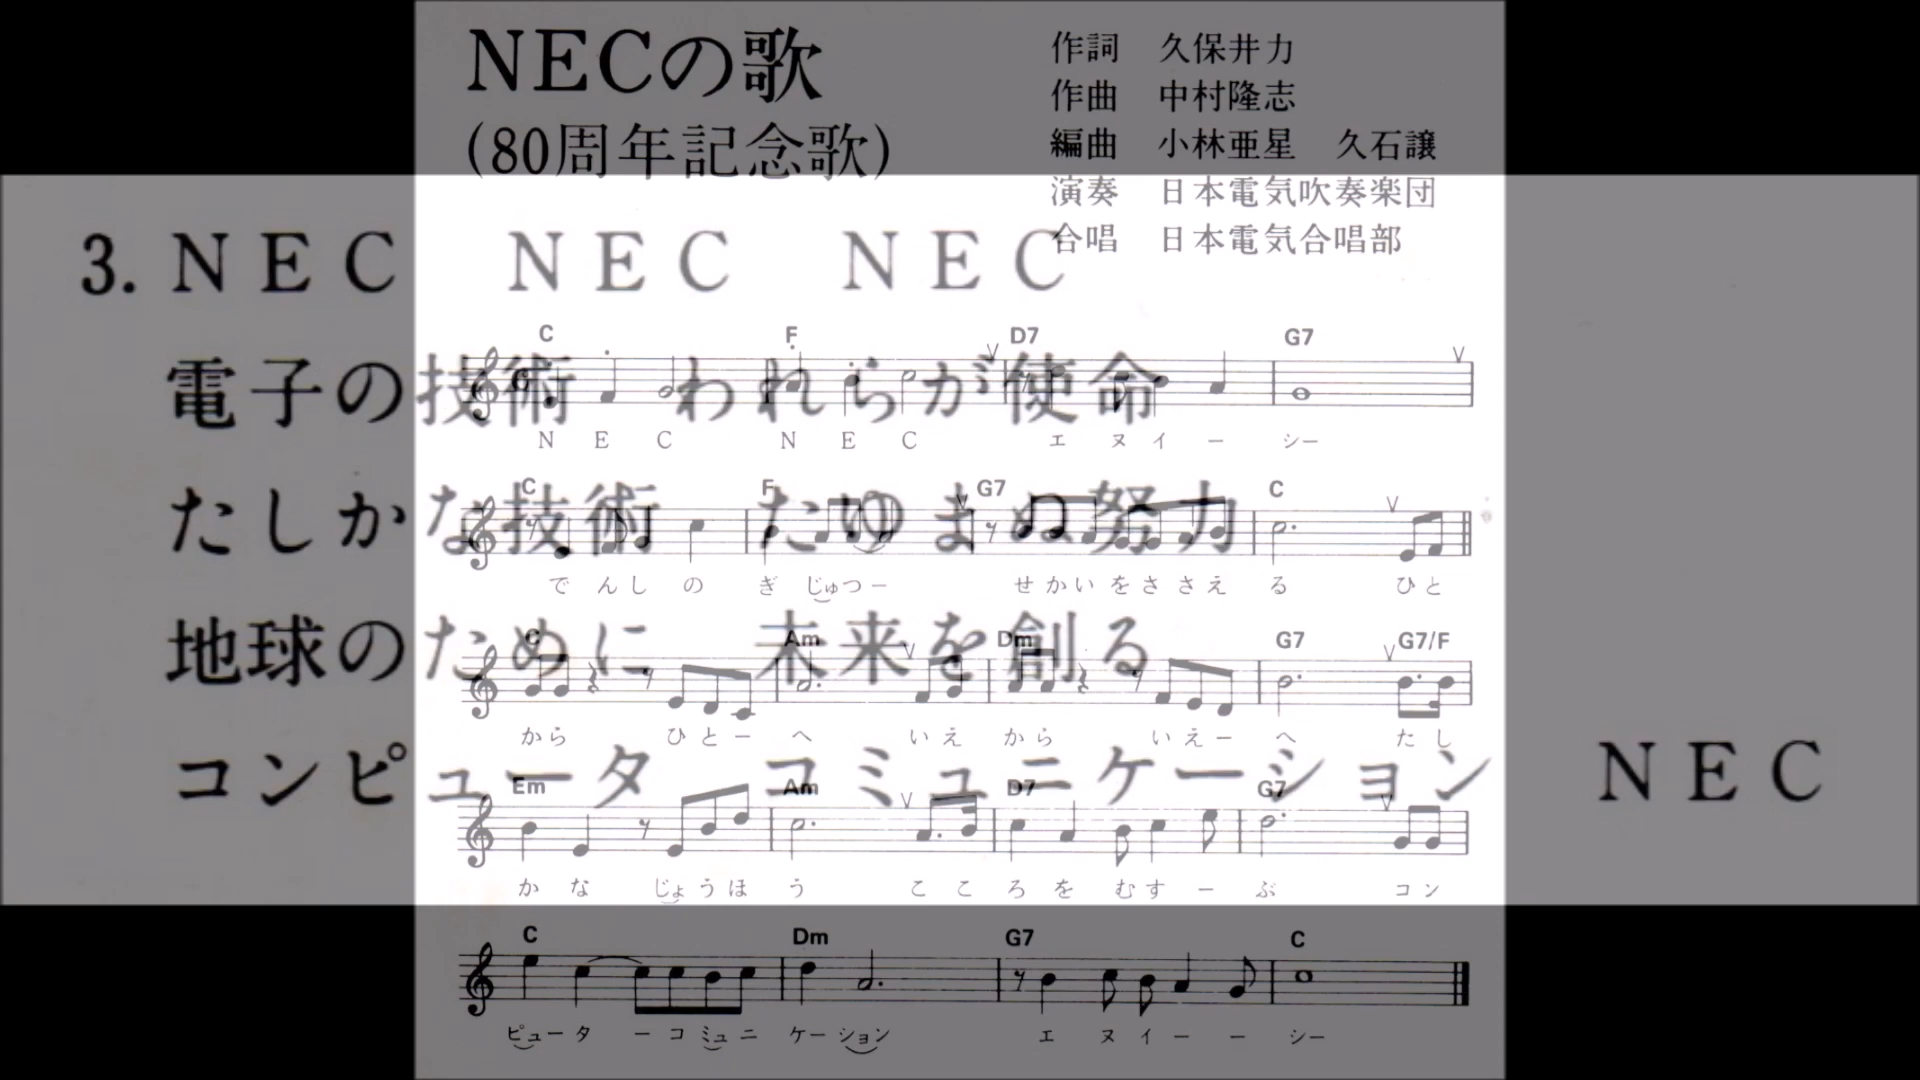 NECの歌
(80周年記念歌)
作詞　久保井力
作曲　中村隆志
編曲　小林亜星　久石譲
演奏　日本電気吹奏楽団
合唱　日本電気合唱部
3. NEC　NEC　NEC
電子の技術　われらが使命
たしかな技術　たゆまぬ努力
地球のために　未来を創る
コンピュータ　コミュニケーション　NEC
C F D7 G7
N E C N E C エ ヌ イ ー シー
C F G7 C
で ん し の ぎ じゅ つ ー せ か い を さ さ え る ひ と
C Am Dm G7 G7/F
か ら ひ と ー へ い え か ら い え ー へ た し
Em Am D7 G7
か な じょ う ほ う こ こ ろ を む す ー ぶ コ ン
C Dm G7 C
ピュ ー タ ー コ ミュ ニ ケ ー ション エ ヌ イ ー ー シー